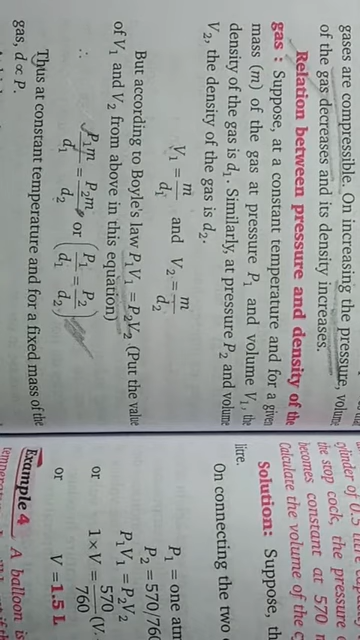 gases are compressible. On increasing the pressure, volume
of the gas decreases and its density increases.
Relation between pressure and density of the
gas : Suppose, at a constant temperature and for a given
mass (m) of the gas at pressure P₁ and volume V₁, the
density of the gas is d₁. Similarly, at pressure P₂ and volume
V₂, the density of the gas is d₂.
V₁ = m/d₁ and V₂ = m/d₂
But according to Boyle's law P₁V₁ = P₂V₂ (Put the value
of V₁ and V₂ from above in this equation)
∴ P₁m/d₁ = P₂m/d₂ or (P₁/d₁ = P₂/d₂)
Thus at constant temperature and for a fixed mass of the
gas, d ∝ P.
the stop cock, the pressure
becomes constant at 570
Calculate the volume of the
Solution: Suppose,
litre.
On connecting the two
P₁ = one
P₂ = 570/760
P₁V₁ = P₂V₂
or 1 × V = 570/760
or V = 1.5 L
Example 4 A balloon is